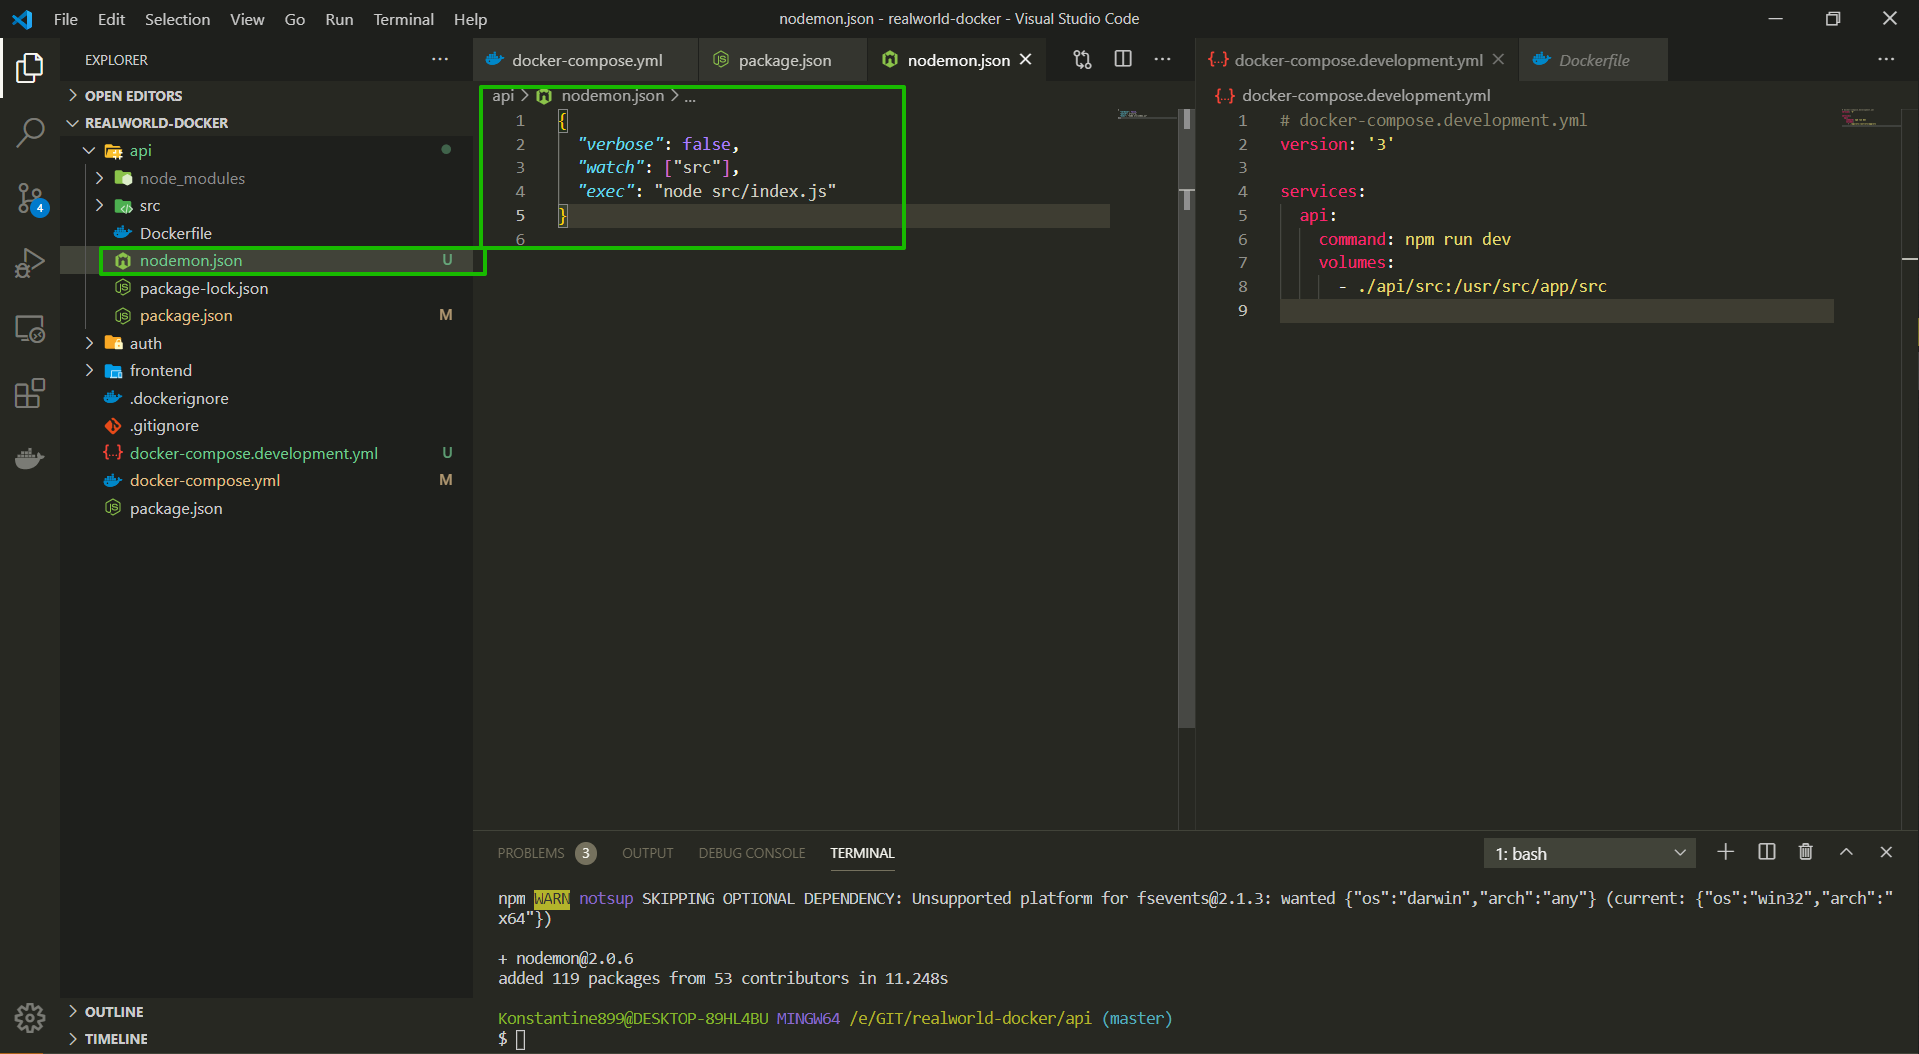 File Edit Selection View Go Run Terminal Help
nodemon.json - realworld-docker - Visual Studio Code
EXPLORER
OPEN EDITORS
REALWORLD-DOCKER
api
node_modules
src
Dockerfile
nodemon.json U
package-lock.json
package.json M
auth
frontend
.dockerignore
.gitignore
docker-compose.development.yml U
docker-compose.yml M
package.json
OUTLINE
TIMELINE
4
docker-compose.yml package.json nodemon.json
api > nodemon.json > ...
1 {
2 "verbose": false,
3 "watch": ["src"],
4 "exec": "node src/index.js"
5 }
6
docker-compose.development.yml Dockerfile
docker-compose.development.yml
1 # docker-compose.development.yml
2 version: '3'
3
4 services:
5 api:
6 command: npm run dev
7 volumes:
8 - ./api/src:/usr/src/app/src
9
PROBLEMS 3 OUTPUT DEBUG CONSOLE TERMINAL
1: bash
npm WARN notsup SKIPPING OPTIONAL DEPENDENCY: Unsupported platform for fsevents@2.1.3: wanted {"os":"darwin","arch":"any"} (current: {"os":"win32","arch":"
x64"})
+ nodemon@2.0.6
added 119 packages from 53 contributors in 11.248s
Konstantine899@DESKTOP-89HL4BU MINGW64 /e/GIT/realworld-docker/api (master)
$